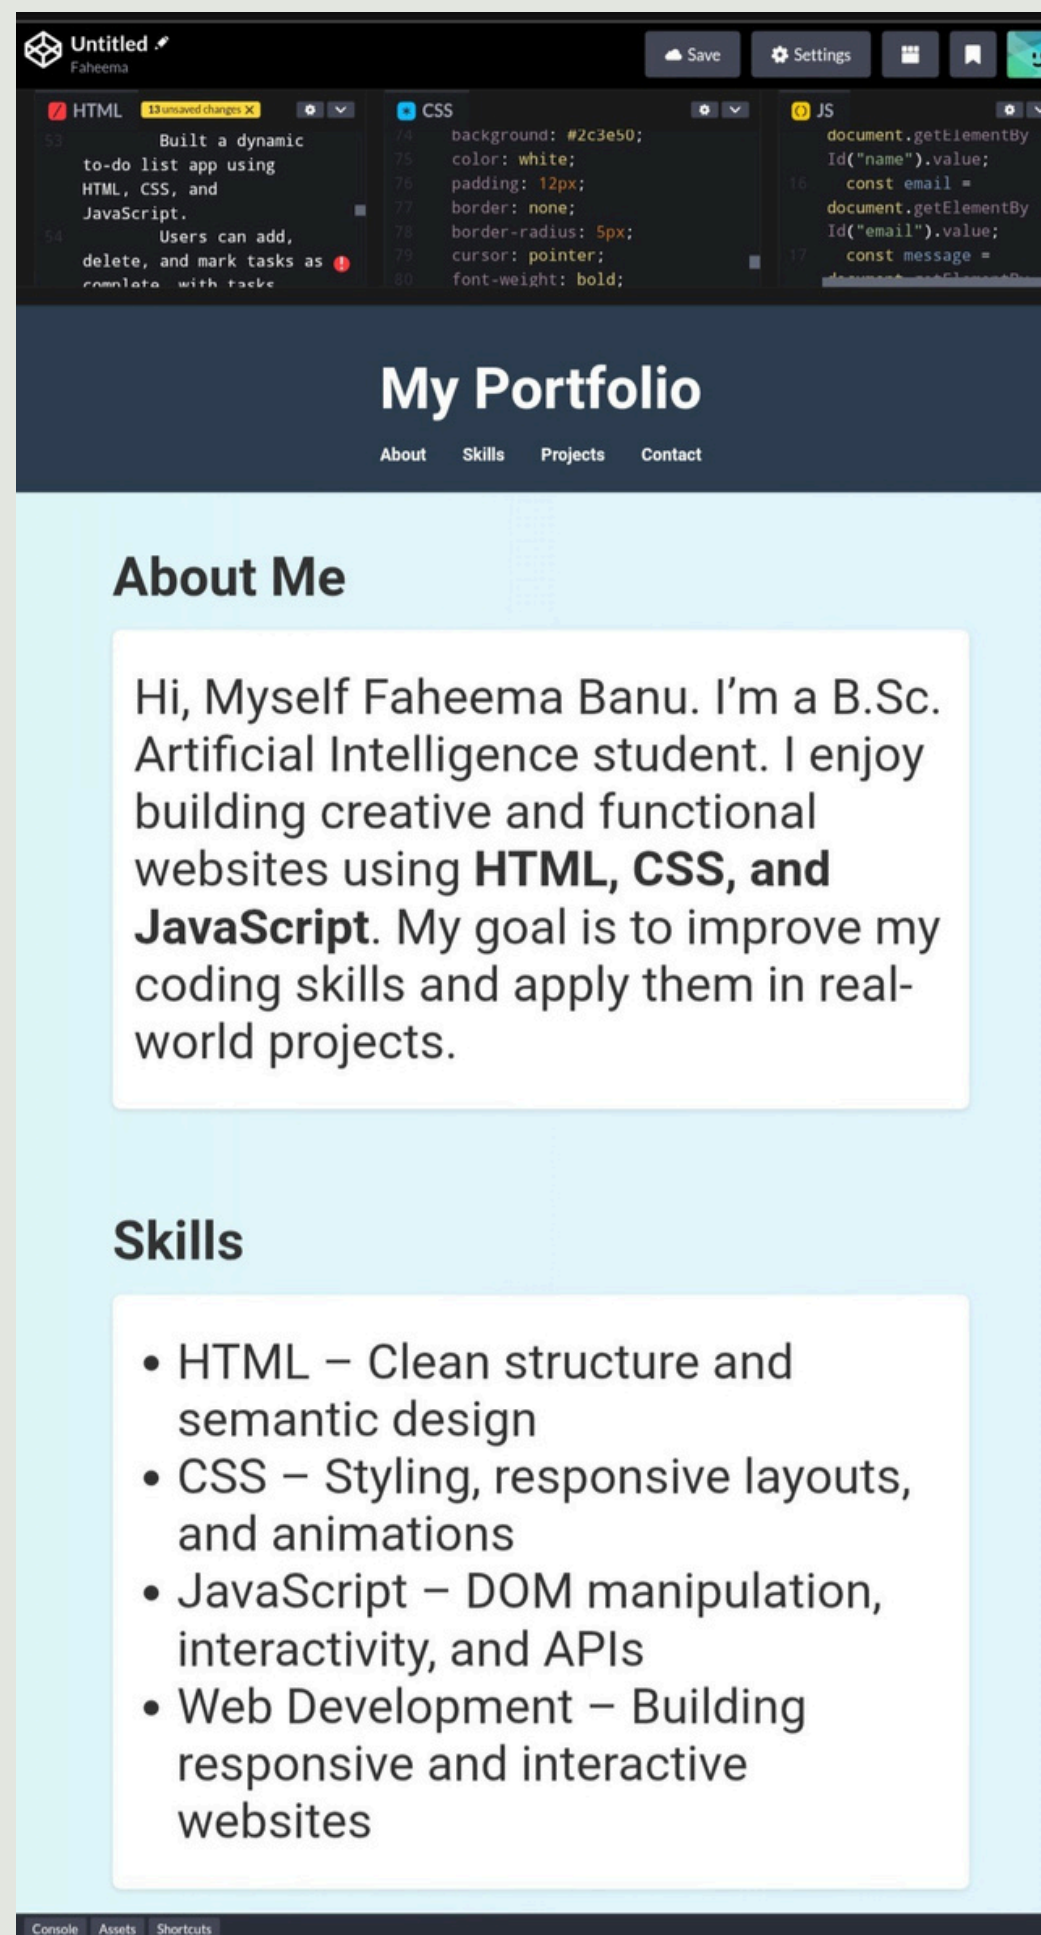 Untitled
Faheema
Save
Settings
HTML
13 unsaved changes X
53 Built a dynamic
to-do list app using
HTML, CSS, and
JavaScript.
54 Users can add,
delete, and mark tasks as
complete, with tasks
CSS
74 background: #2c3e50;
75 color: white;
76 padding: 12px;
77 border: none;
78 border-radius: 5px;
79 cursor: pointer;
80 font-weight: bold;
JS
document.getElementBy
Id("name").value;
16 const email =
document.getElementBy
Id("email").value;
17 const message =
My Portfolio
About Skills Projects Contact
About Me
Hi, Myself Faheema Banu. I’m a B.Sc.
Artificial Intelligence student. I enjoy
building creative and functional
websites using HTML, CSS, and
JavaScript. My goal is to improve my
coding skills and apply them in real-
world projects.
Skills
• HTML – Clean structure and
semantic design
• CSS – Styling, responsive layouts,
and animations
• JavaScript – DOM manipulation,
interactivity, and APIs
• Web Development – Building
responsive and interactive
websites
Console Assets Shortcuts